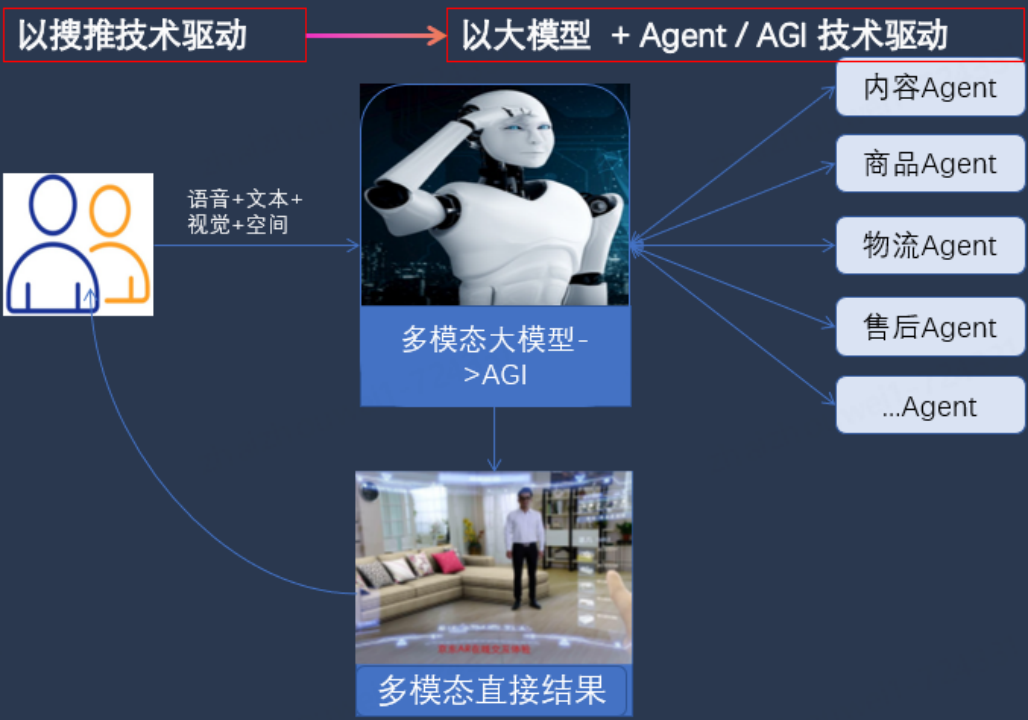 以搜推技术驱动
以大模型 + Agent / AGI 技术驱动
内容Agent
商品Agent
语音+文本+
视觉+空间
物流Agent
售后Agent
多模态大模型-
>AGI
...Agent
多模态直接结果